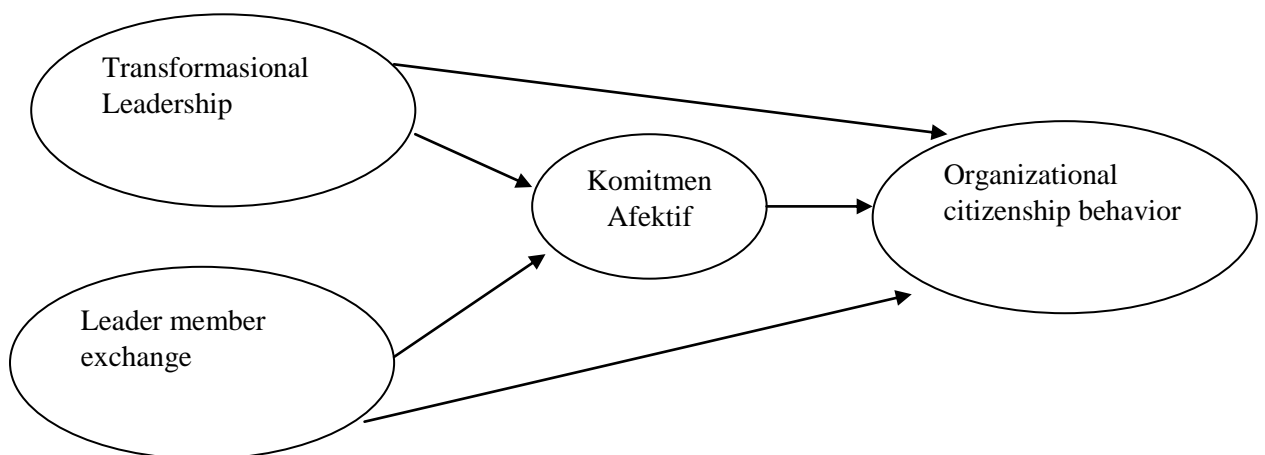 Transformasional
Leadership
Komitmen
Afektif
Organizational
citizenship behavior
Leader member
exchange